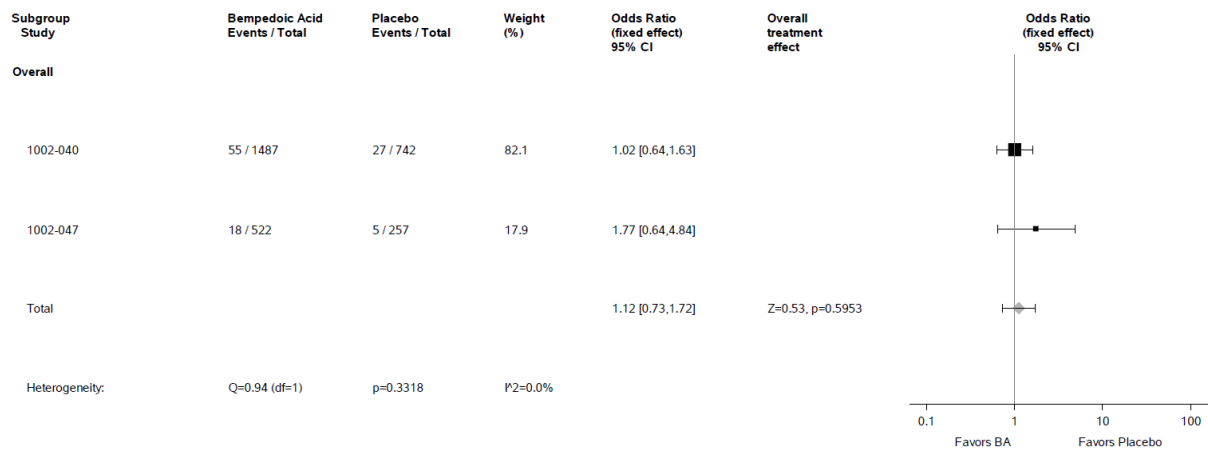 Subgroup Bempedoic Acid Placebo Weight Odds Ratio Overall Odds Ratio
Study Events / Total Events / Total (%) (fixed effect) treatment (fixed effect)
95% CI effect 95% CI
Overall
1002-040 55 / 1487 27 / 742 82.1 1.02 [0.64,1.63]
1002-047 18 / 522 5 / 257 17.9 1.77 [0.64,4.84]
Total 1.12 [0.73,1.72] Z=0.53, p=0.5953
Heterogeneity: Q=0.94 (df=1) p=0.3318 I^2=0.0%
0.1 1 10 100
Favors BA Favors Placebo